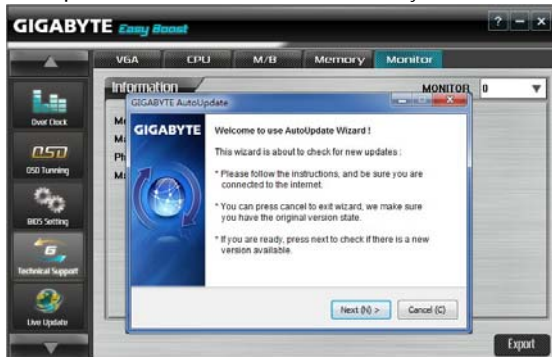 GIGABYTE Easy Boost
? - ×
VGA CPU M/B Memory Monitor
Information
MONITOR 0
GIGABYTE AutoUpdate
GIGABYTE
Welcome to use AutoUpdate Wizard !
This wizard is about to check for new updates :
* Please follow the instructions, and be sure you are
connected to the internet.
* You can press cancel to exit wizard, we make sure
you have the original version state.
* If you are ready, press next to check if there is a new
version available.
Next (N) > Cancel (C)
Over Clock
OSD
OSD Tunning
BIOS Setting
Technical Support
Live Update
Export